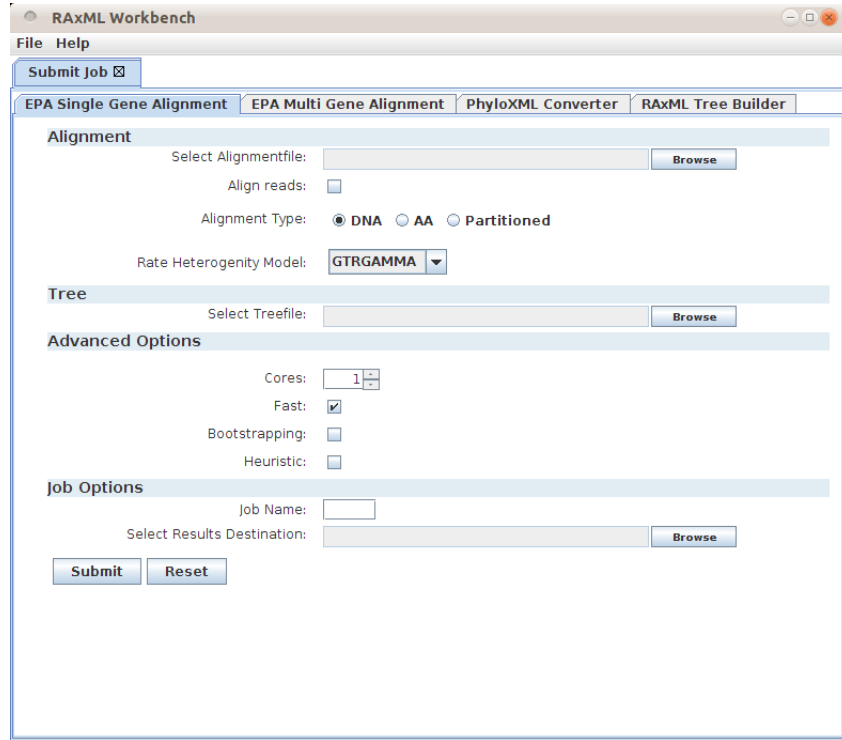 RAxML Workbench
File Help
Submit Job
EPA Single Gene Alignment EPA Multi Gene Alignment PhyloXML Converter RAxML Tree Builder
Alignment
Select Alignmentfile: Browse
Align reads:
Alignment Type: DNA AA Partitioned
Rate Heterogenity Model: GTRGAMMA
Tree
Select Treefile: Browse
Advanced Options
Cores: 1
Fast:
Bootstrapping:
Heuristic:
Job Options
Job Name:
Select Results Destination: Browse
Submit Reset